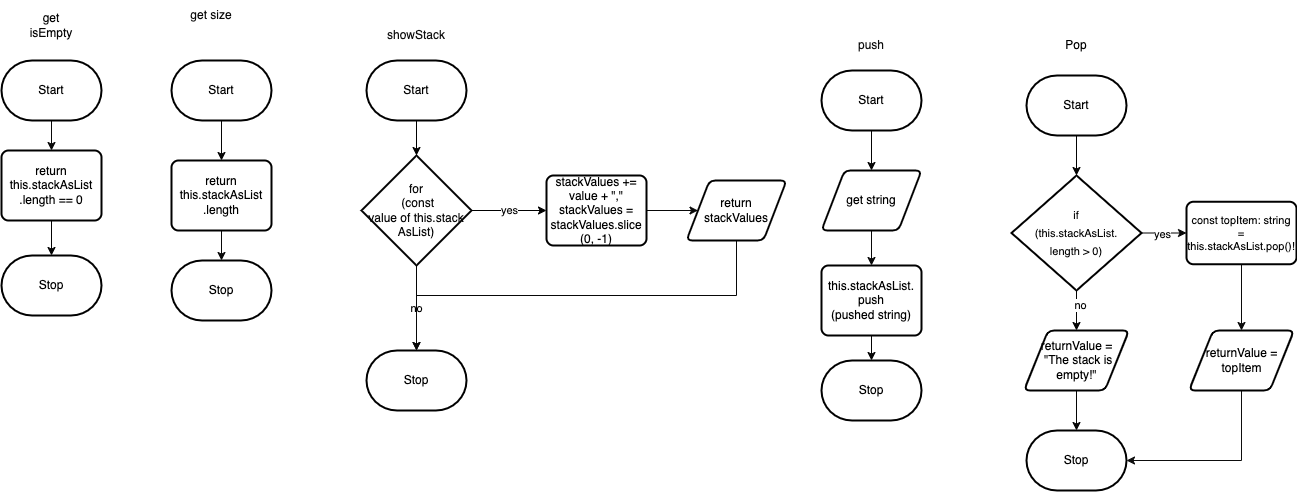 get
isEmpty
Start
return
this.stackAsList
.length == 0
Stop
get size
Start
return
this.stackAsList
.length
Stop
showStack
Start
for
(const
value of this.stack
AsList)
yes
stackValues +=
value + ","
stackValues =
stackValues.slice
(0, -1)
return
stackValues
no
Stop
push
Start
get string
this.stackAsList.
push
(pushed string)
Stop
Pop
Start
if
(this.stackAsList.
length > 0)
yes
const topItem: string
=
this.stackAsList.pop()!
no
returnValue =
"The stack is
empty!"
returnValue =
topItem
Stop